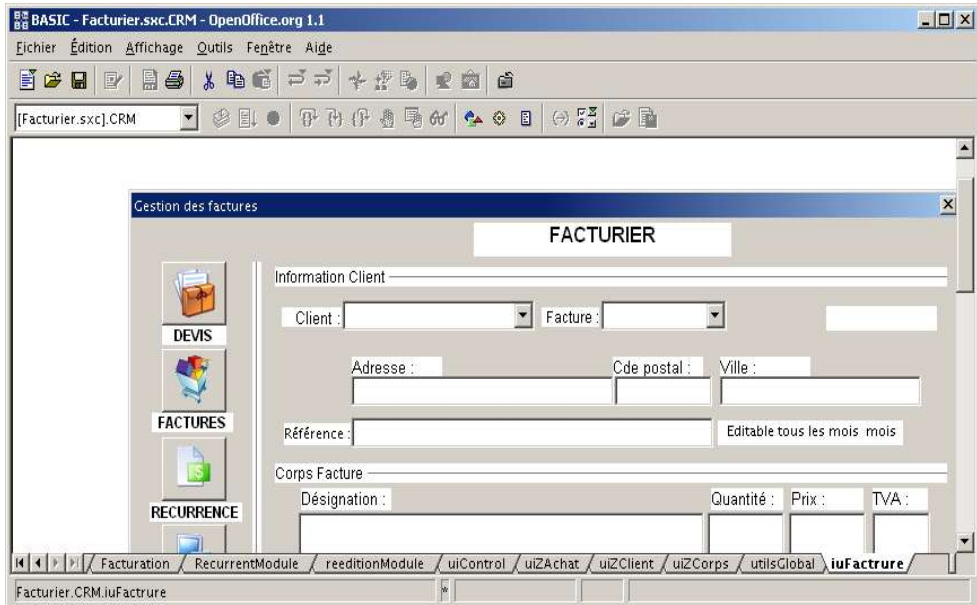 BASIC - Facturier.sxc.CRM - OpenOffice.org 1.1
Fichier Édition Affichage Outils Fenêtre Aide
[Facturier.sxc].CRM
Gestion des factures
FACTURIER
Information Client
Client : Facture :
DEVIS
Adresse : Cde postal : Ville :
FACTURES
Référence : Editable tous les mois mois
Corps Facture
Désignation : Quantité : Prix : TVA :
RECURRENCE
Facturation RecurrentModule reeditionModule uiControl uiZAchat uiZClient uiZCorps utilsGlobal iuFactrure
Facturier.CRM.iuFactrure